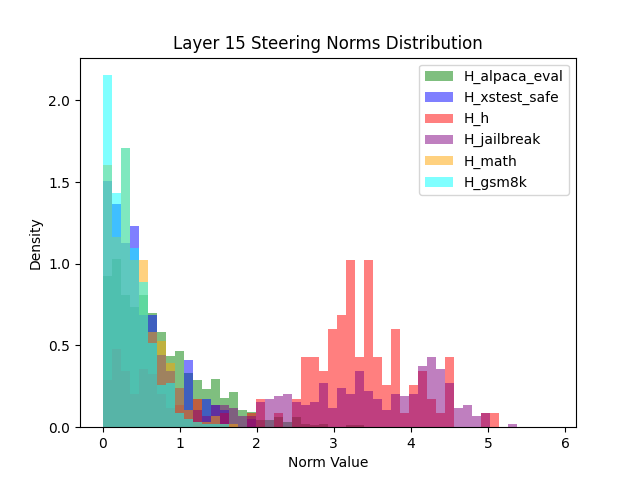 Layer 15 Steering Norms Distribution
H_alpaca_eval
H_xstest_safe
H_h
H_jailbreak
H_math
H_gsm8k
Density
2.0
1.5
1.0
0.5
0.0
0 1 2 3 4 5 6
Norm Value